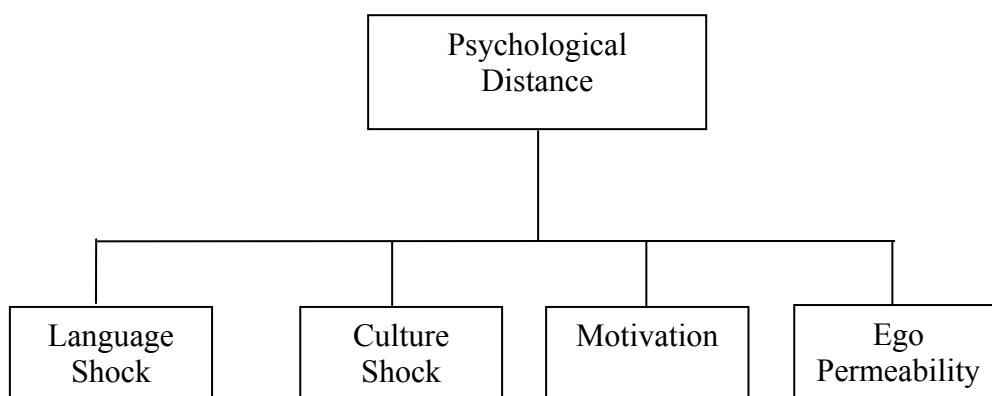 Psychological
Distance
Language
Shock
Culture
Shock
Motivation
Ego
Permeability